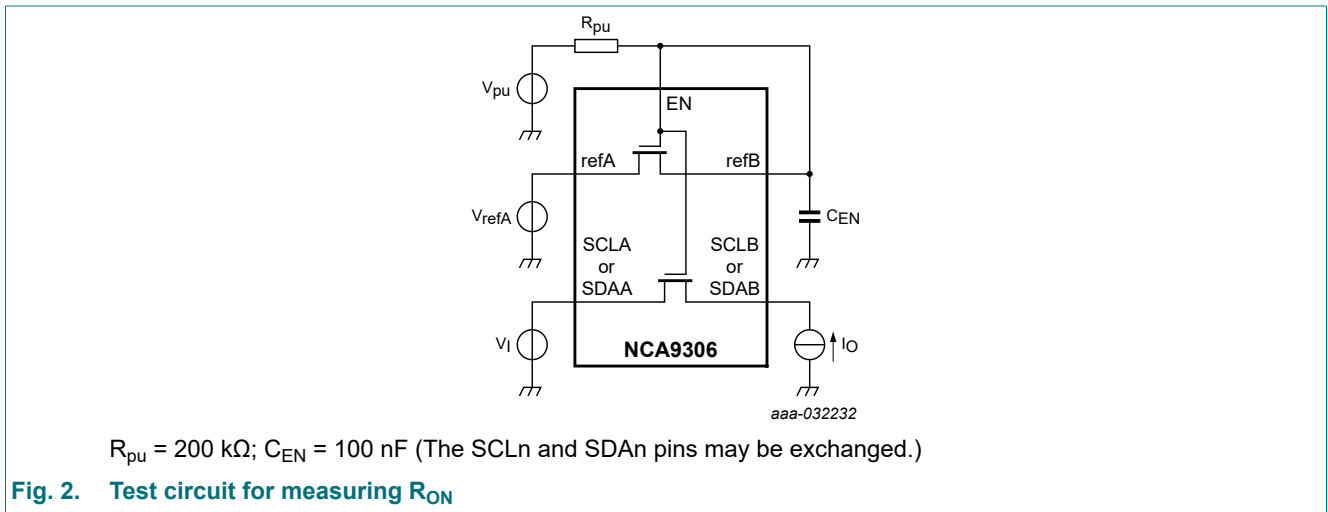 Rpu
Vpu
EN
refA
refB
VrefA
CEN
SCLA
or
SDAA
SCLB
or
SDAB
VI
NCA9306
IO
aaa-032232
Rpu = 200 kΩ; CEN = 100 nF (The SCLn and SDAn pins may be exchanged.)
Fig. 2. Test circuit for measuring RON